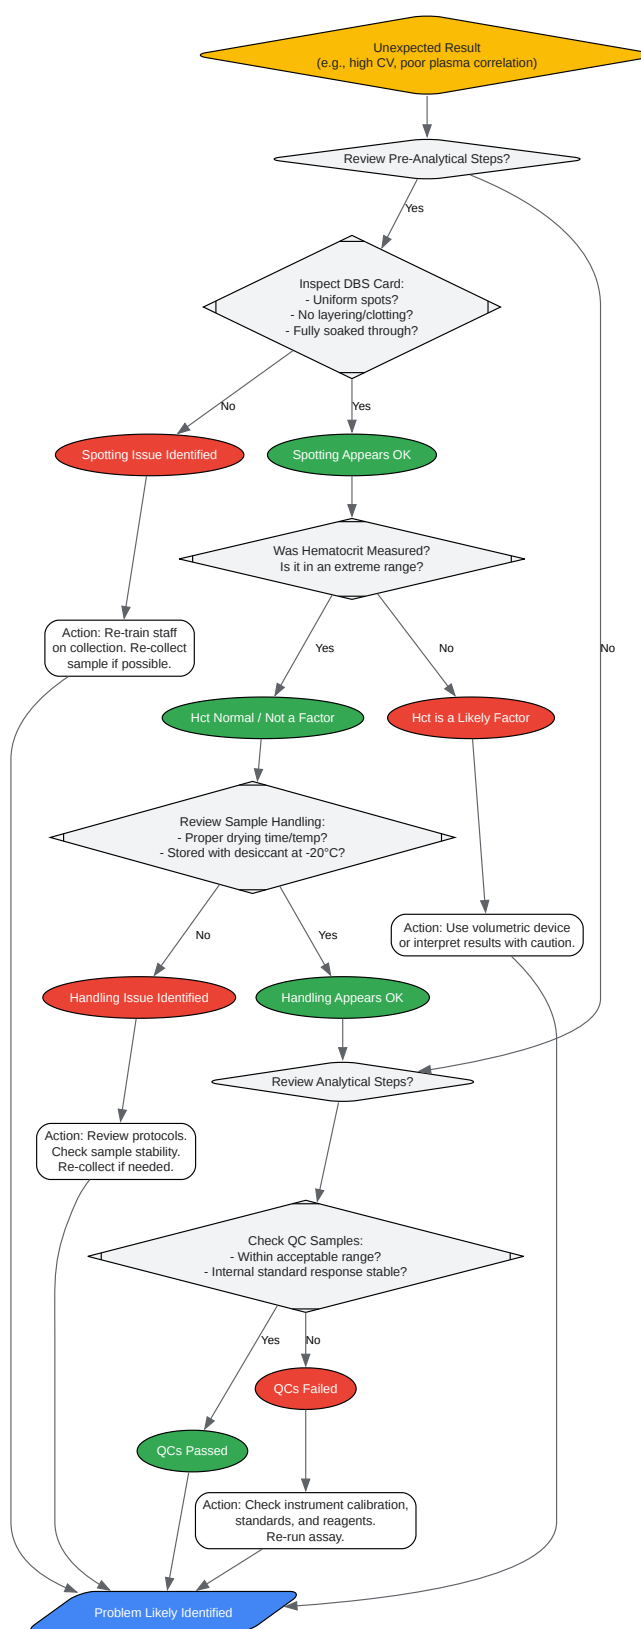 Unexpected Result
(e.g., high CV, poor plasma correlation)
Review Pre-Analytical Steps?
Yes
Inspect DBS Card:
- Uniform spots?
- No layering/clotting?
- Fully soaked through?
No
Yes
Spotting Issue Identified
Spotting Appears OK
Was Hematocrit Measured?
Is it in an extreme range?
Action: Re-train staff
on collection. Re-collect
sample if possible.
Yes
No
No
Hct Normal / Not a Factor
Hct is a Likely Factor
Review Sample Handling:
- Proper drying time/temp?
- Stored with desiccant at -20°C?
Action: Use volumetric device
or interpret results with caution.
No
Yes
Handling Issue Identified
Handling Appears OK
Review Analytical Steps?
Action: Review protocols.
Check sample stability.
Re-collect if needed.
Check QC Samples:
- Within acceptable range?
- Internal standard response stable?
Yes
No
QCs Failed
QCs Passed
Action: Check instrument calibration,
standards, and reagents.
Re-run assay.
Problem Likely Identified